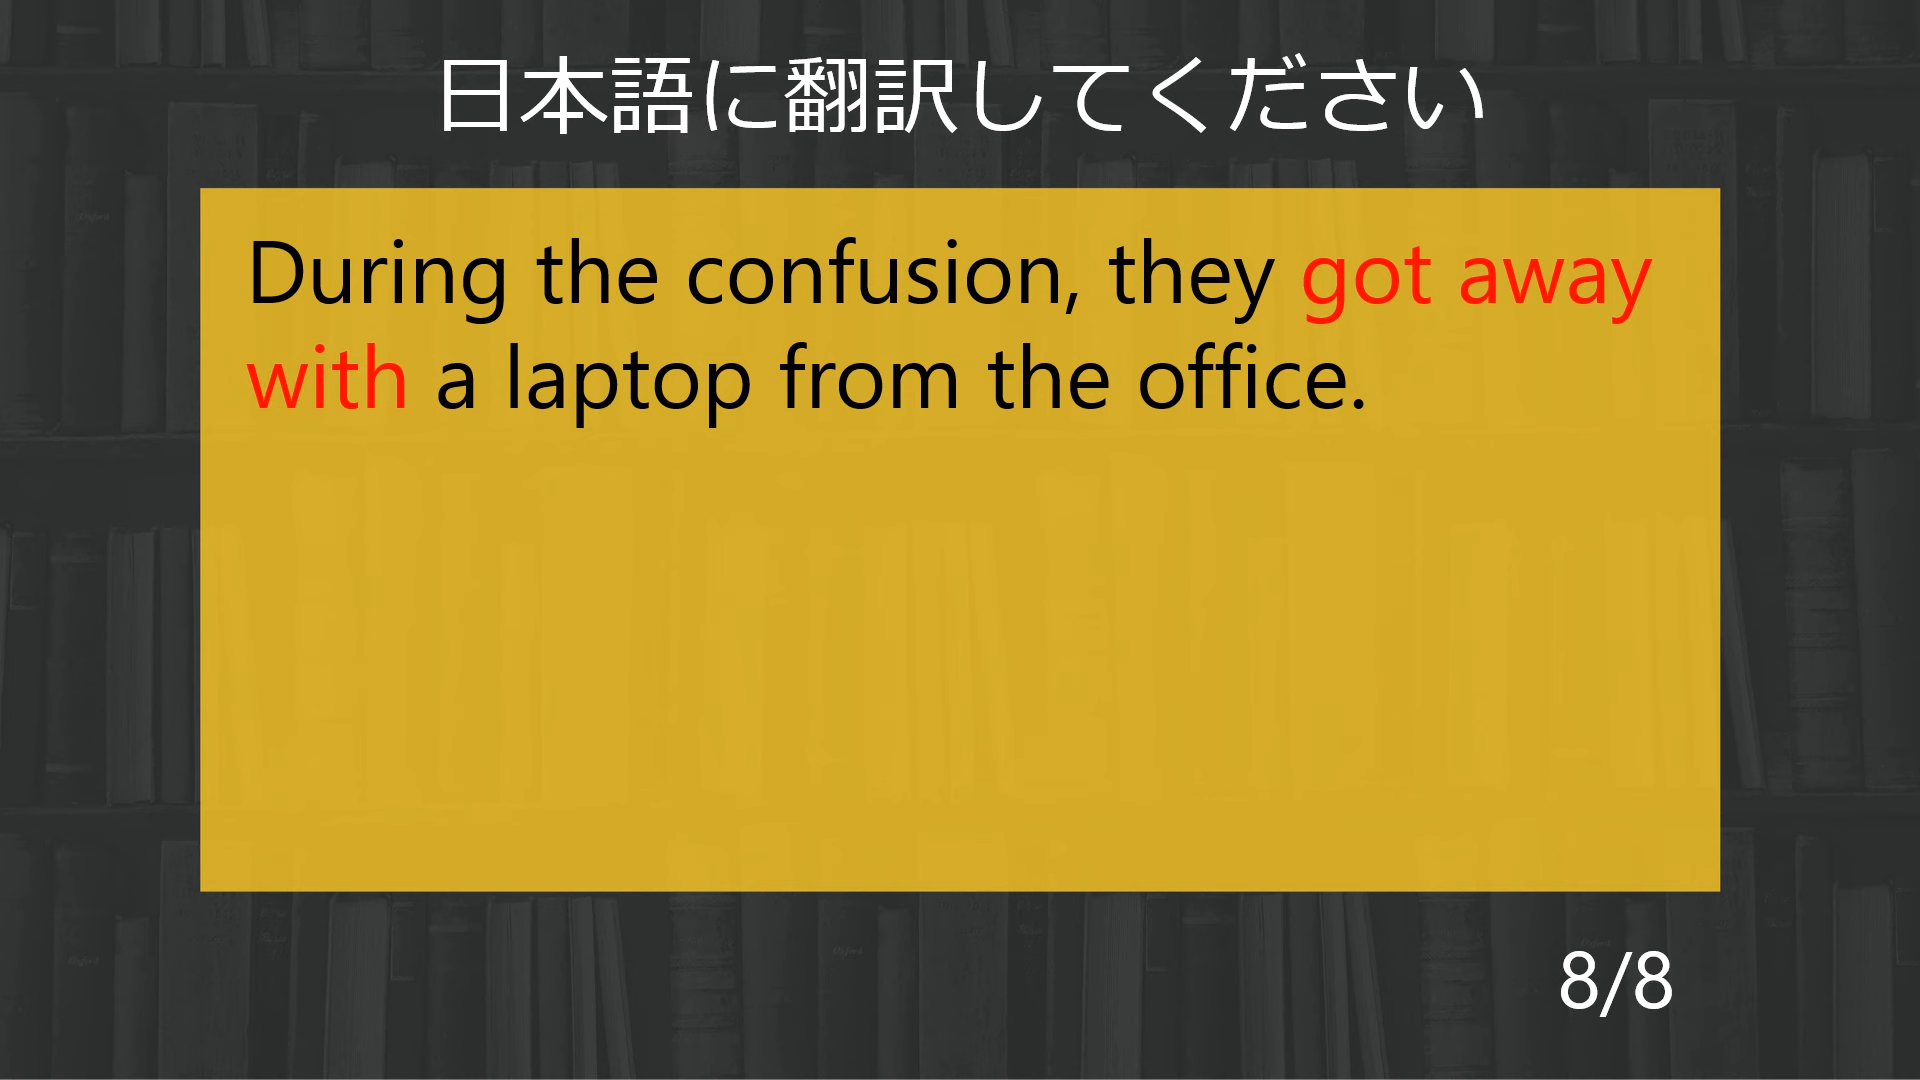 日本語に翻訳してください
During the confusion, they got away
with a laptop from the office.
8/8